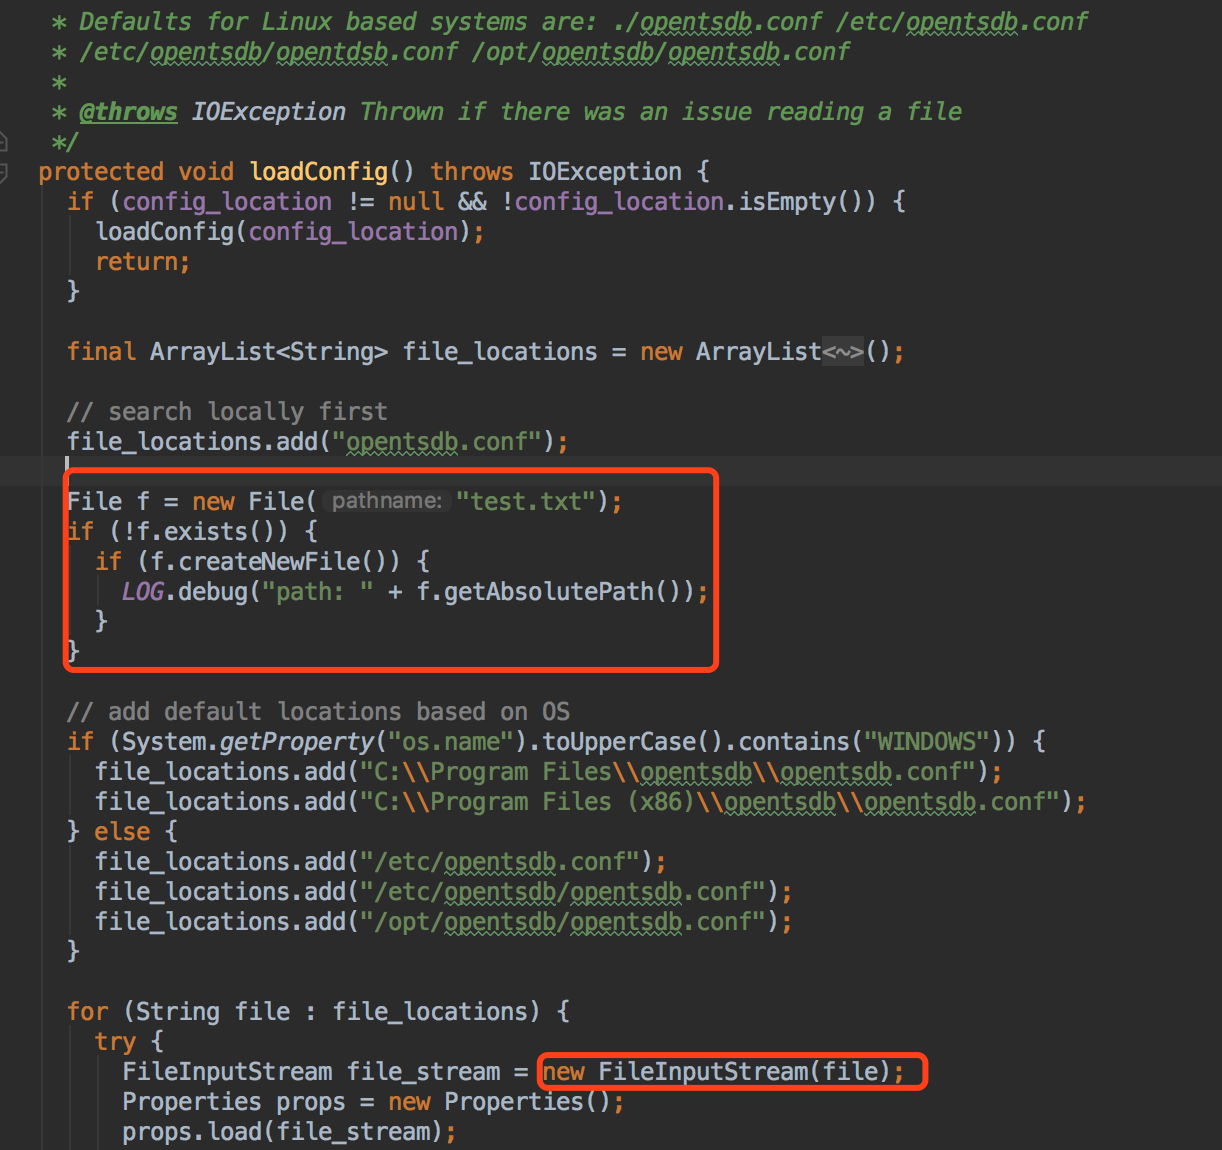 * Defaults for Linux based systems are: ./opentsdb.conf /etc/opentsdb.conf
* /etc/opentsdb/opentdsb.conf /opt/opentsdb/opentsdb.conf
*
* @throws IOException Thrown if there was an issue reading a file
*/
protected void loadConfig() throws IOException {
if (config_location != null && !config_location.isEmpty()) {
loadConfig(config_location);
return;
}
final ArrayList<String> file_locations = new ArrayList<~>();
// search locally first
file_locations.add("opentsdb.conf");
File f = new File( pathname: "test.txt");
if (!f.exists()) {
if (f.createNewFile()) {
LOG.debug("path: " + f.getAbsolutePath());
}
}
// add default locations based on OS
if (System.getProperty("os.name").toUpperCase().contains("WINDOWS")) {
file_locations.add("C:\\Program Files\\opentsdb\\opentsdb.conf");
file_locations.add("C:\\Program Files (x86)\\opentsdb\\opentsdb.conf");
} else {
file_locations.add("/etc/opentsdb.conf");
file_locations.add("/etc/opentsdb/opentsdb.conf");
file_locations.add("/opt/opentsdb/opentsdb.conf");
}
for (String file : file_locations) {
try {
FileInputStream file_stream = new FileInputStream(file);
Properties props = new Properties();
props.load(file_stream);